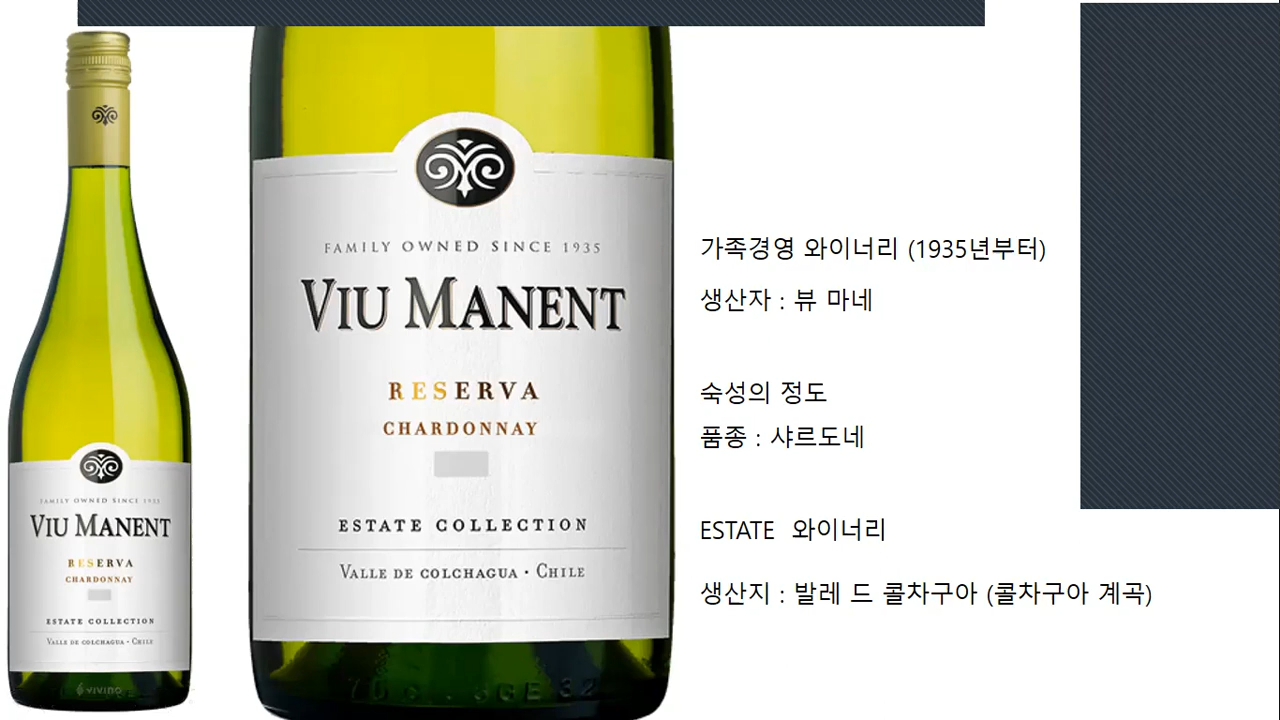 FAMILY OWNED SINCE 1935
VIU MANENT
RESERVA
CHARDONNAY
ESTATE COLLECTION
VALLE DE COLCHAGUA · CHILE
vivino
FAMILY OWNED SINCE 1935
VIU MANENT
RESERVA
CHARDONNAY
ESTATE COLLECTION
VALLE DE COLCHAGUA · CHILE
가족경영 와이너리 (1935년부터)
생산자 : 뷰 마네
숙성의 정도
품종 : 샤르도네
ESTATE 와이너리
생산지 : 발레 드 콜차구아 (콜차구아 계곡)